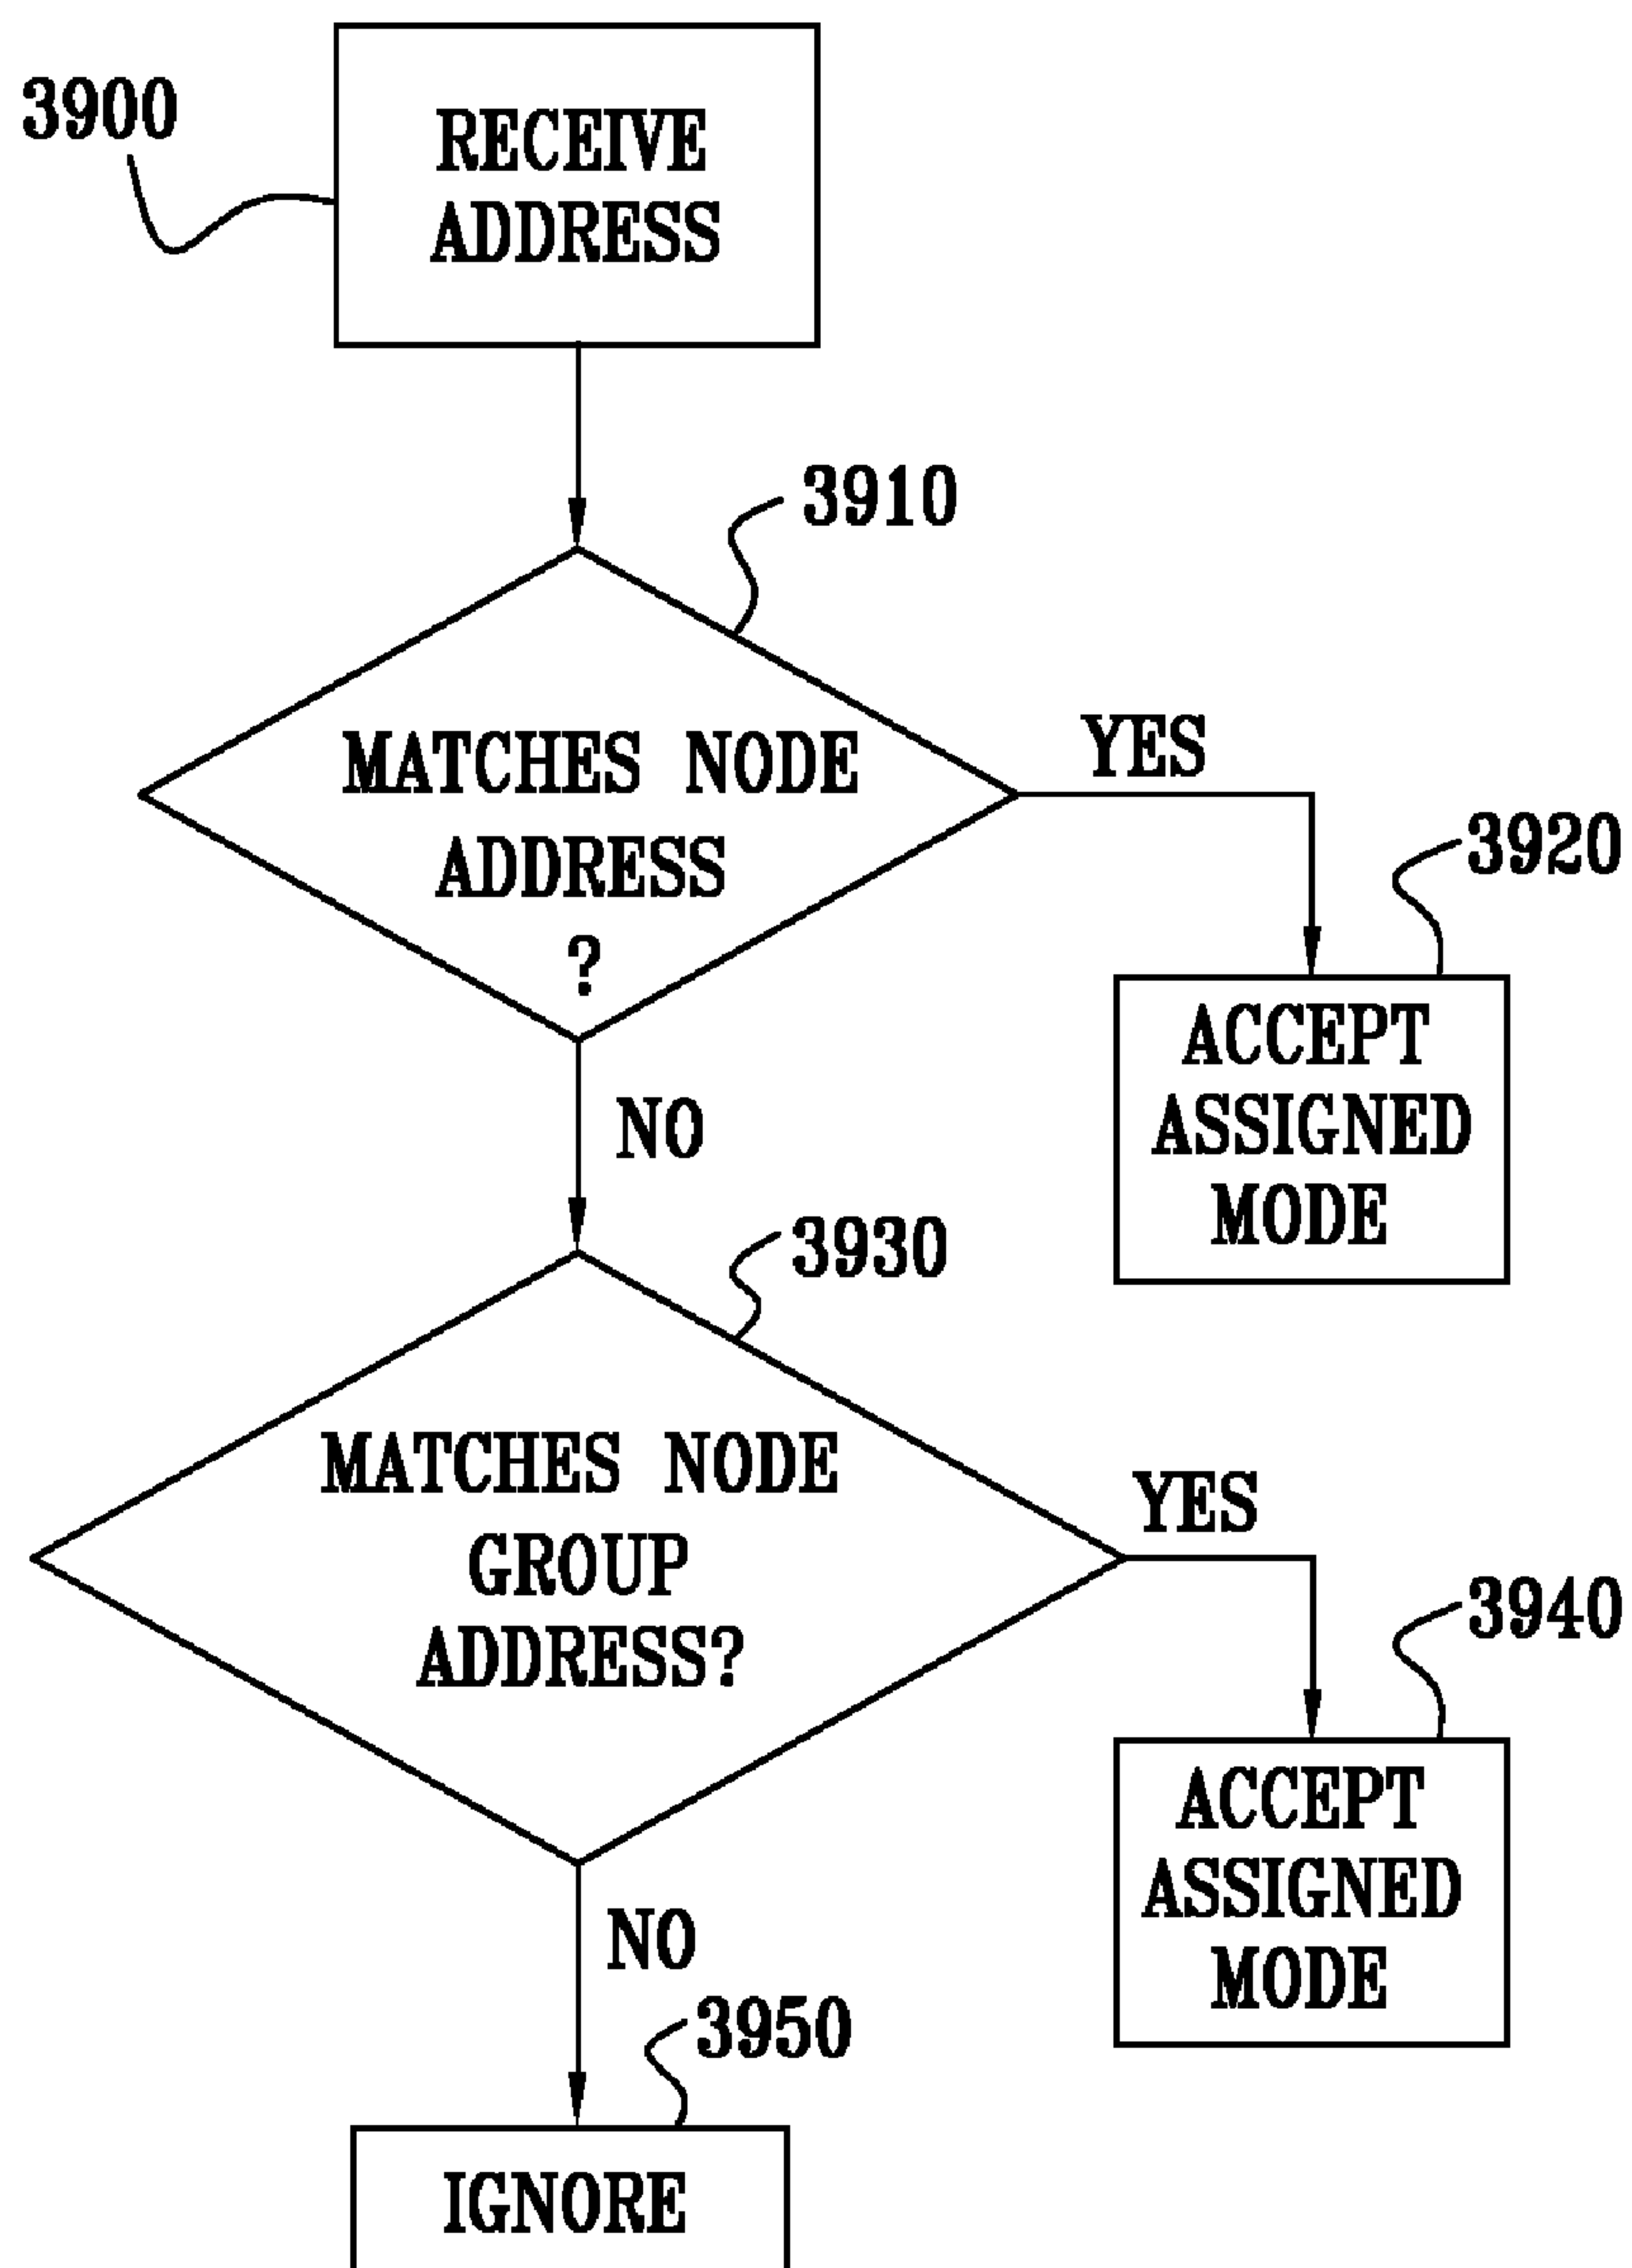 3900
RECEIVE
ADDRESS
3910
MATCHES NODE
ADDRESS
?
YES
3920
ACCEPT
ASSIGNED
MODE
NO
3930
MATCHES NODE
GROUP
ADDRESS?
YES
3940
ACCEPT
ASSIGNED
MODE
NO
3950
IGNORE